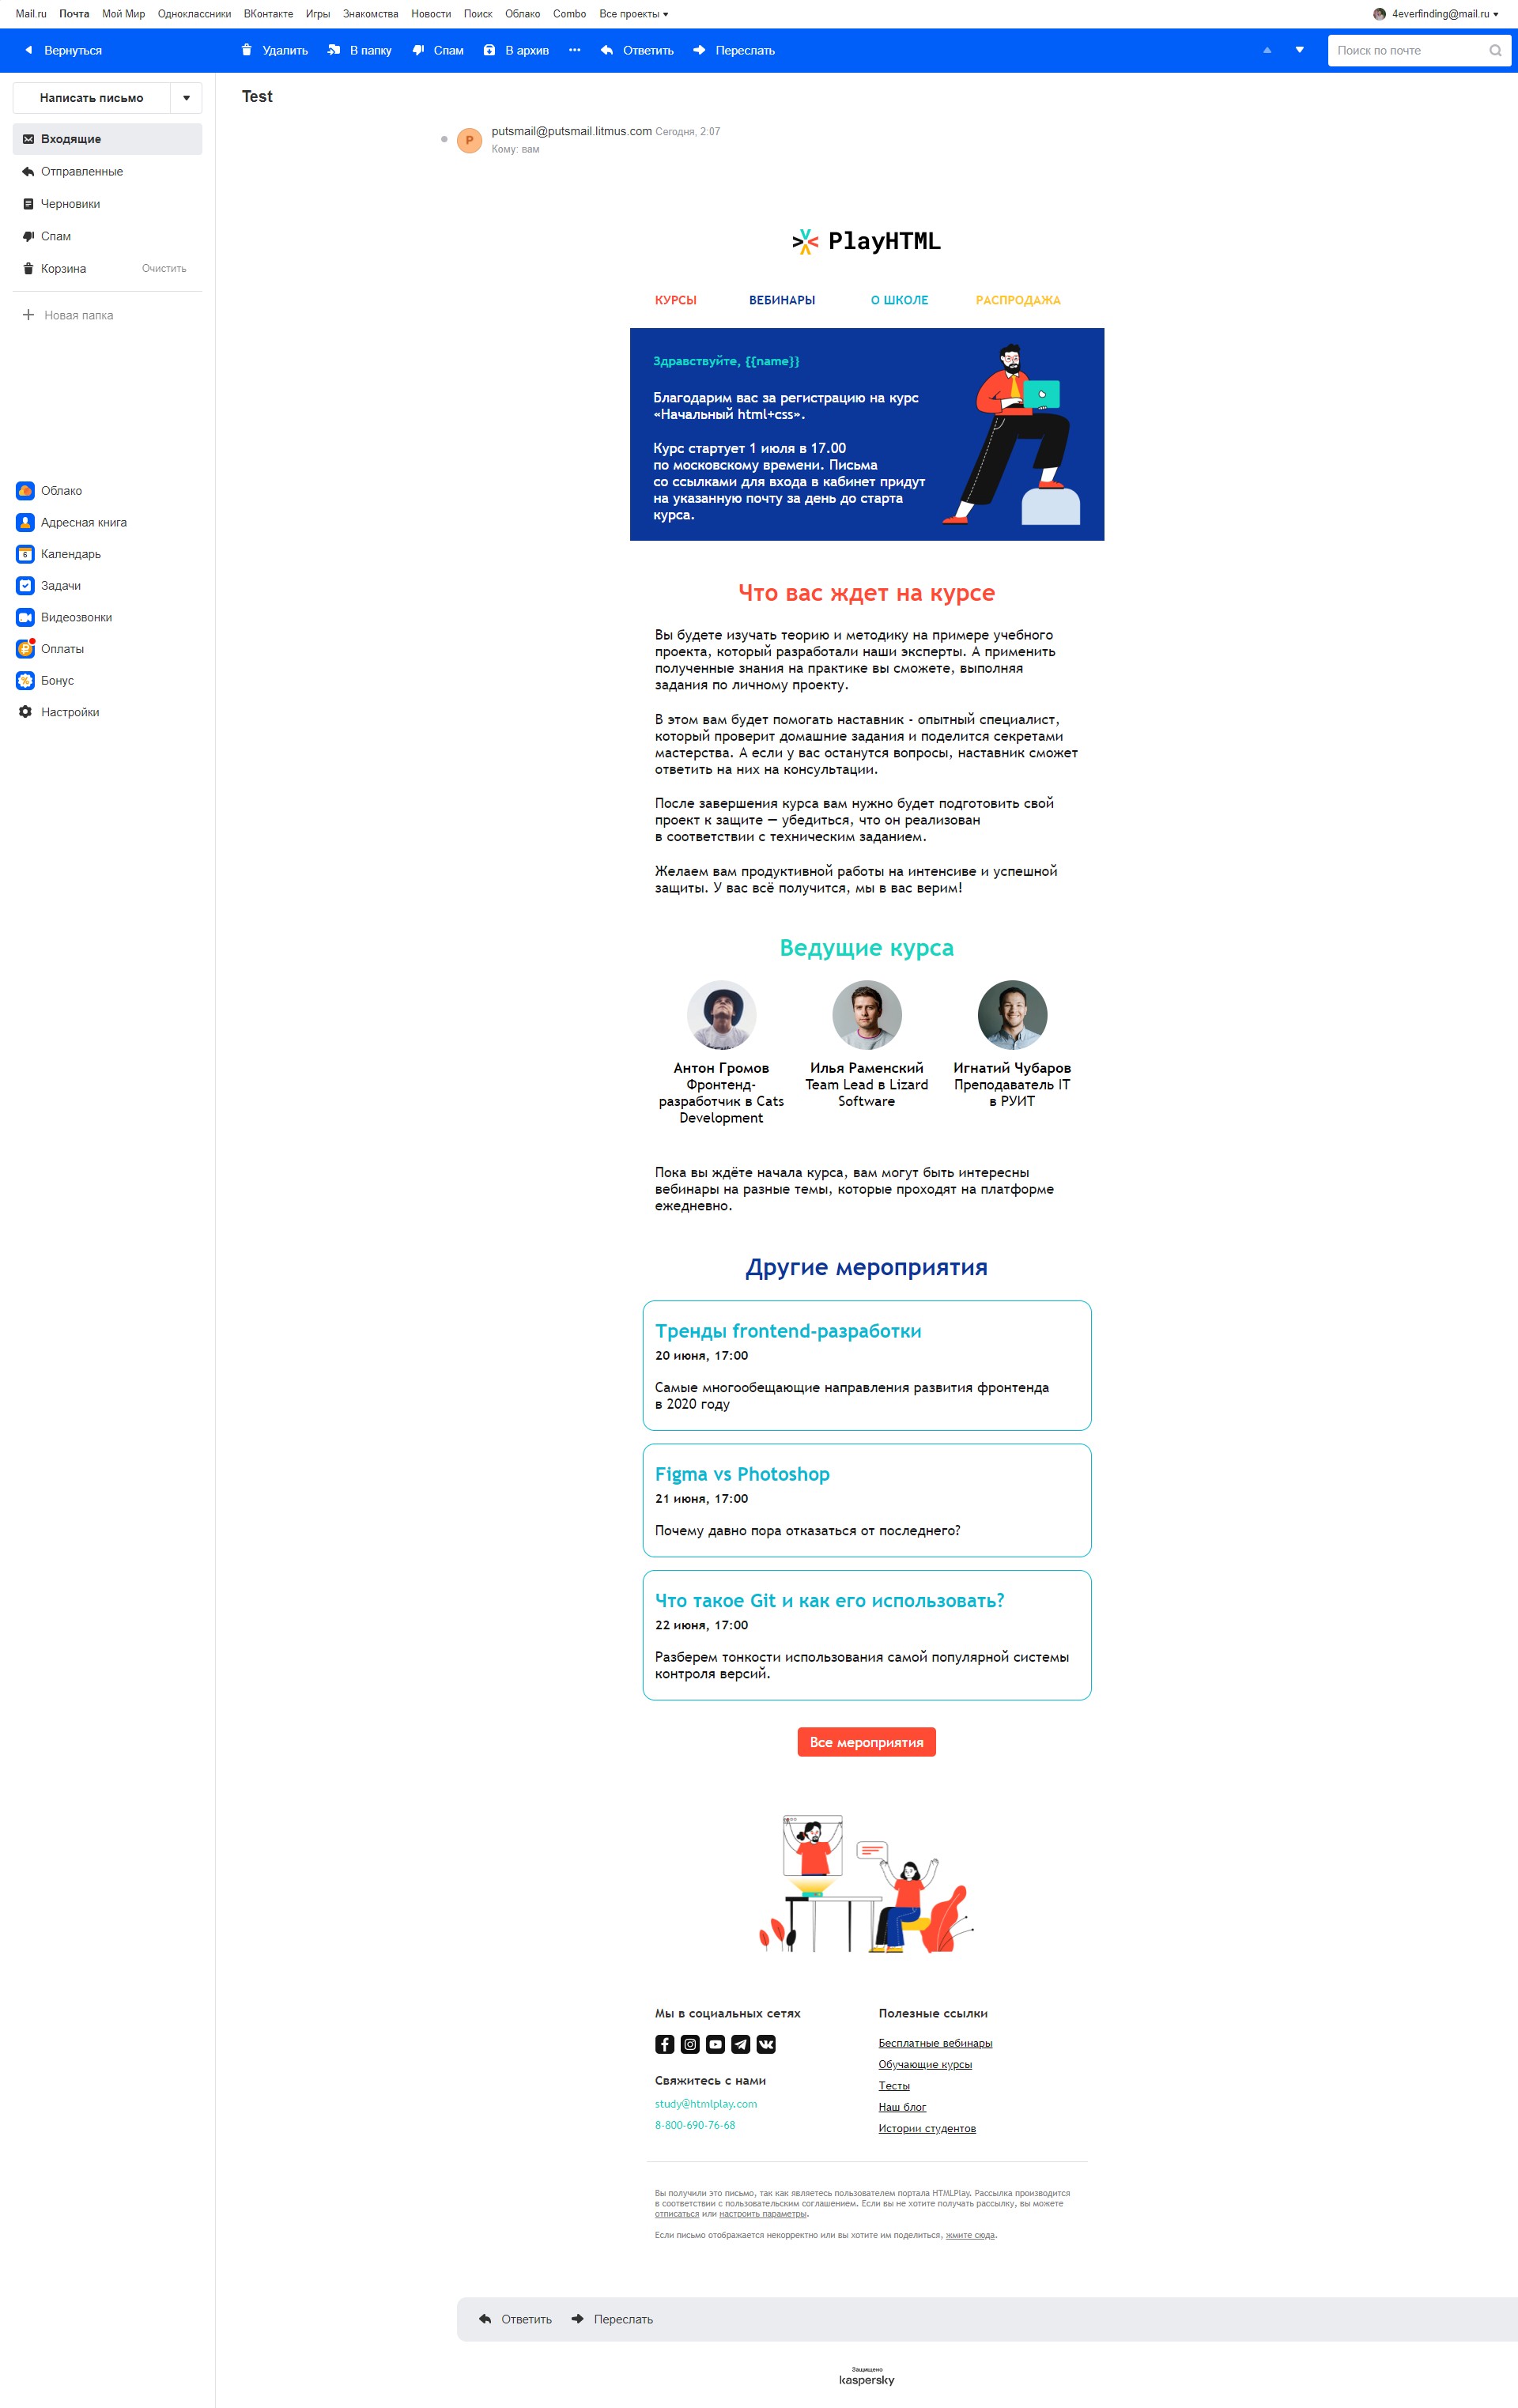 Mail.ru Почта Мой Мир Одноклассники ВКонтакте Игры Знакомства Новости Поиск Облако Combo Все проекты 4everfinding@mail.ru
Вернуться Удалить В папку Спам В архив Ответить Переслать Поиск по почте
Написать письмо
Входящие
Отправленные
Черновики
Спам
Корзина Очистить
Новая папка
Облако
Адресная книга
6 Календарь
Задачи
Видеозвонки
Оплаты
Бонус
Настройки
Test
P putsmail@putsmail.litmus.com Сегодня, 2:07
Кому: вам
PlayHTML
КУРСЫ ВЕБИНАРЫ О ШКОЛЕ РАСПРОДАЖА
Здравствуйте, {{name}}
Благодарим вас за регистрацию на курс
«Начальный html+css».
Курс стартует 1 июля в 17.00
по московскому времени. Письма
со ссылками для входа в кабинет придут
на указанную почту за день до старта
курса.
Что вас ждет на курсе
Вы будете изучать теорию и методику на примере учебного
проекта, который разработали наши эксперты. А применить
полученные знания на практике вы сможете, выполняя
задания по личному проекту.
В этом вам будет помогать наставник - опытный специалист,
который проверит домашние задания и поделится секретами
мастерства. А если у вас останутся вопросы, наставник сможет
ответить на них на консультации.
После завершения курса вам нужно будет подготовить свой
проект к защите — убедиться, что он реализован
в соответствии с техническим заданием.
Желаем вам продуктивной работы на интенсиве и успешной
защиты. У вас всё получится, мы в вас верим!
Ведущие курса
Антон Громов
Фронтенд-
разработчик в Cats
Development
Илья Раменский
Team Lead в Lizard
Software
Игнатий Чубаров
Преподаватель IT
в РУИТ
Пока вы ждёте начала курса, вам могут быть интересны
вебинары на разные темы, которые проходят на платформе
ежедневно.
Другие мероприятия
Тренды frontend-разработки
20 июня, 17:00
Самые многообещающие направления развития фронтенда
в 2020 году
Figma vs Photoshop
21 июня, 17:00
Почему давно пора отказаться от последнего?
Что такое Git и как его использовать?
22 июня, 17:00
Разберем тонкости использования самой популярной системы
контроля версий.
Все мероприятия
Мы в социальных сетях
Свяжитесь с нами
study@htmlplay.com
8-800-690-76-68
Полезные ссылки
Бесплатные вебинары
Обучающие курсы
Тесты
Наш блог
Истории студентов
Вы получили это письмо, так как являетесь пользователем портала HTMLPlay. Рассылка производится
в соответствии с пользовательским соглашением. Если вы не хотите получать рассылку, вы можете
отписаться или настроить параметры.
Если письмо отображается некорректно или вы хотите им поделиться, жмите сюда.
Ответить Переслать
Защищено
kaspersky